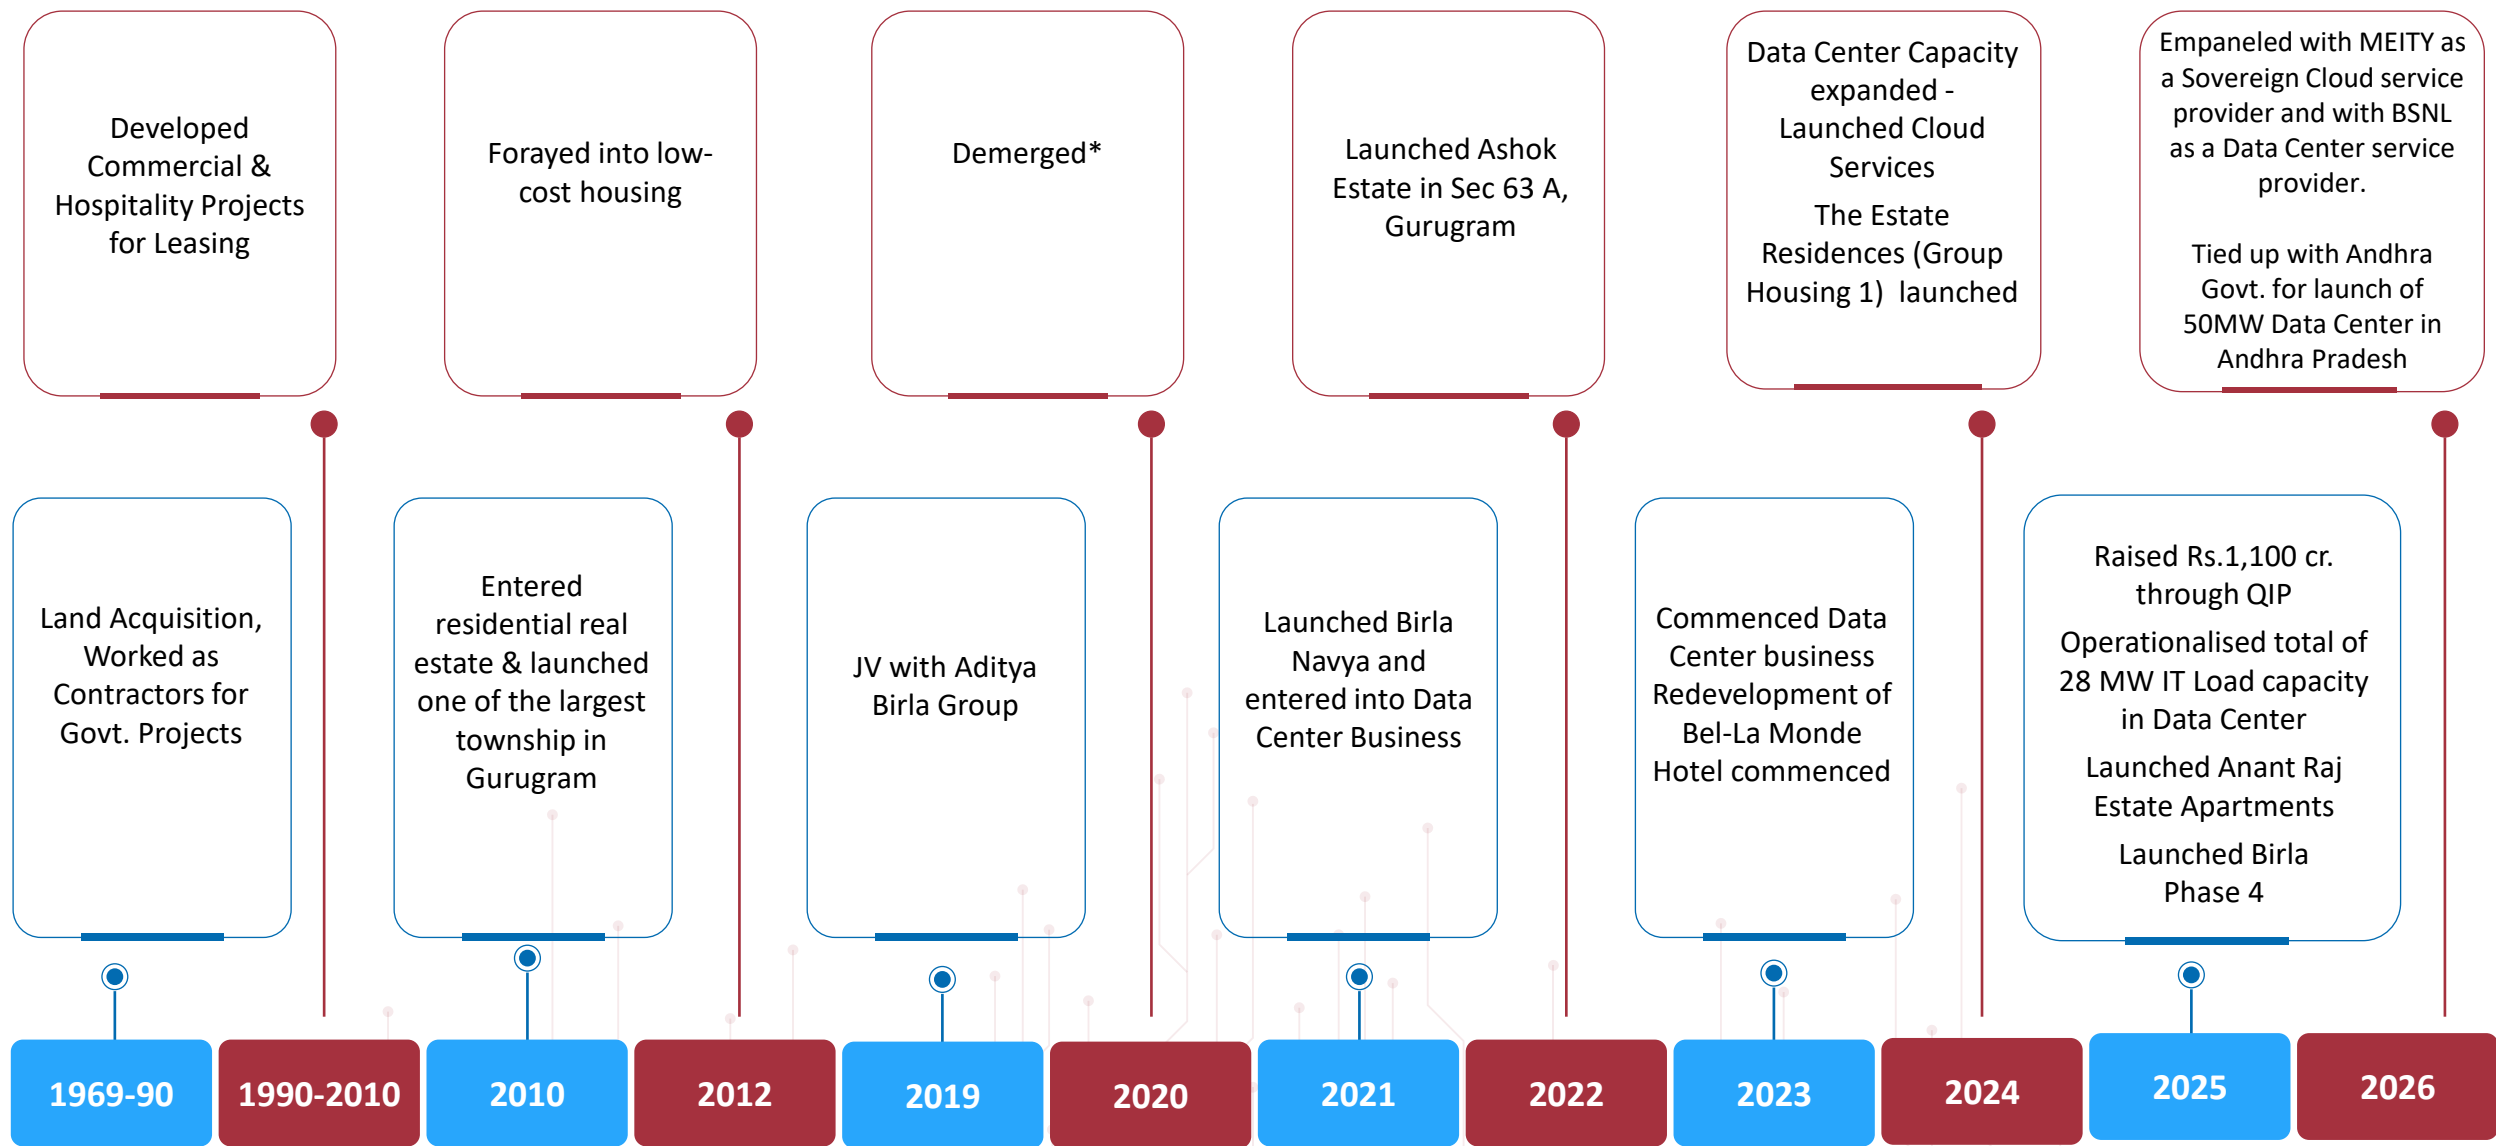 Developed
Commercial &
Hospitality Projects
for Leasing
Forayed into low-
cost housing
Demerged*
Launched Ashok
Estate in Sec 63 A,
Gurugram
Data Center Capacity
expanded -
Launched Cloud
Services
The Estate
Residences (Group
Housing 1) launched
Empaneled with MEITY as
a Sovereign Cloud service
provider and with BSNL
as a Data Center service
provider.
Tied up with Andhra
Govt. for launch of
50MW Data Center in
Andhra Pradesh
Land Acquisition,
Worked as
Contractors for
Govt. Projects
Entered
residential real
estate & launched
one of the largest
township in
Gurugram
JV with Aditya
Birla Group
Launched Birla
Navya and
entered into Data
Center Business
Commenced Data
Center business
Redevelopment of
Bel-La Monde
Hotel commenced
Raised Rs.1,100 cr.
through QIP
Operationalised total of
28 MW IT Load capacity
in Data Center
Launched Anant Raj
Estate Apartments
Launched Birla
Phase 4
1969-90
1990-2010
2010
2012
2019
2020
2021
2022
2023
2024
2025
2026